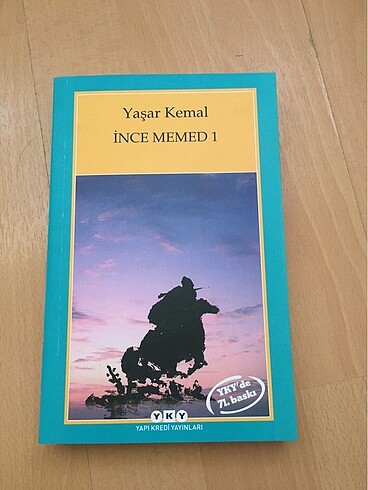 Yaşar Kemal
İNCE MEMED 1
YKY'de
71. baskı
YKY
YAPI KREDİ YAYINLARI